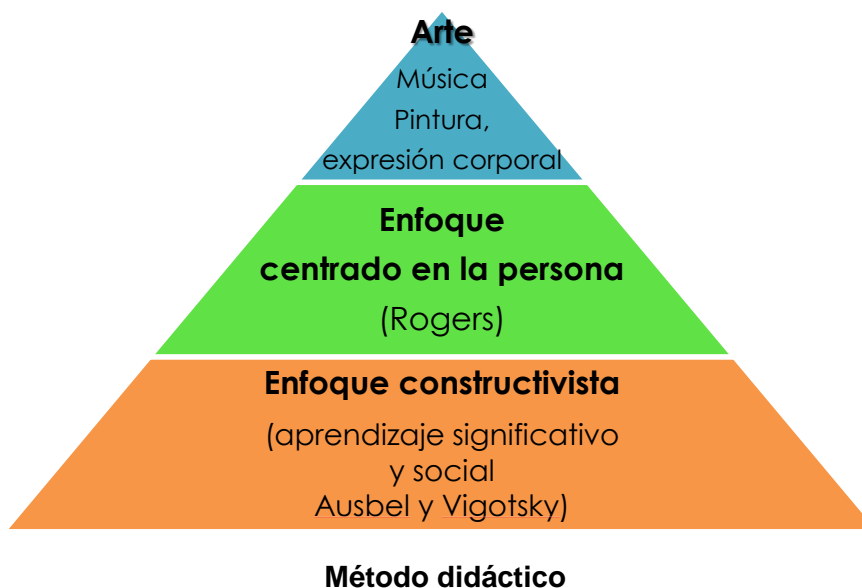 Arte
Música
Pintura,
expresión corporal
Enfoque
centrado en la persona
(Rogers)
Enfoque constructivista
(aprendizaje significativo
y social
Ausbel y Vigotsky)
Método didáctico